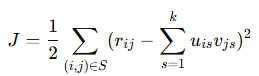 J = \frac{1}{2} \sum_{(i,j) \in S} (r_{ij} - \sum_{s=1}^{k} u_{is} v_{js})^2